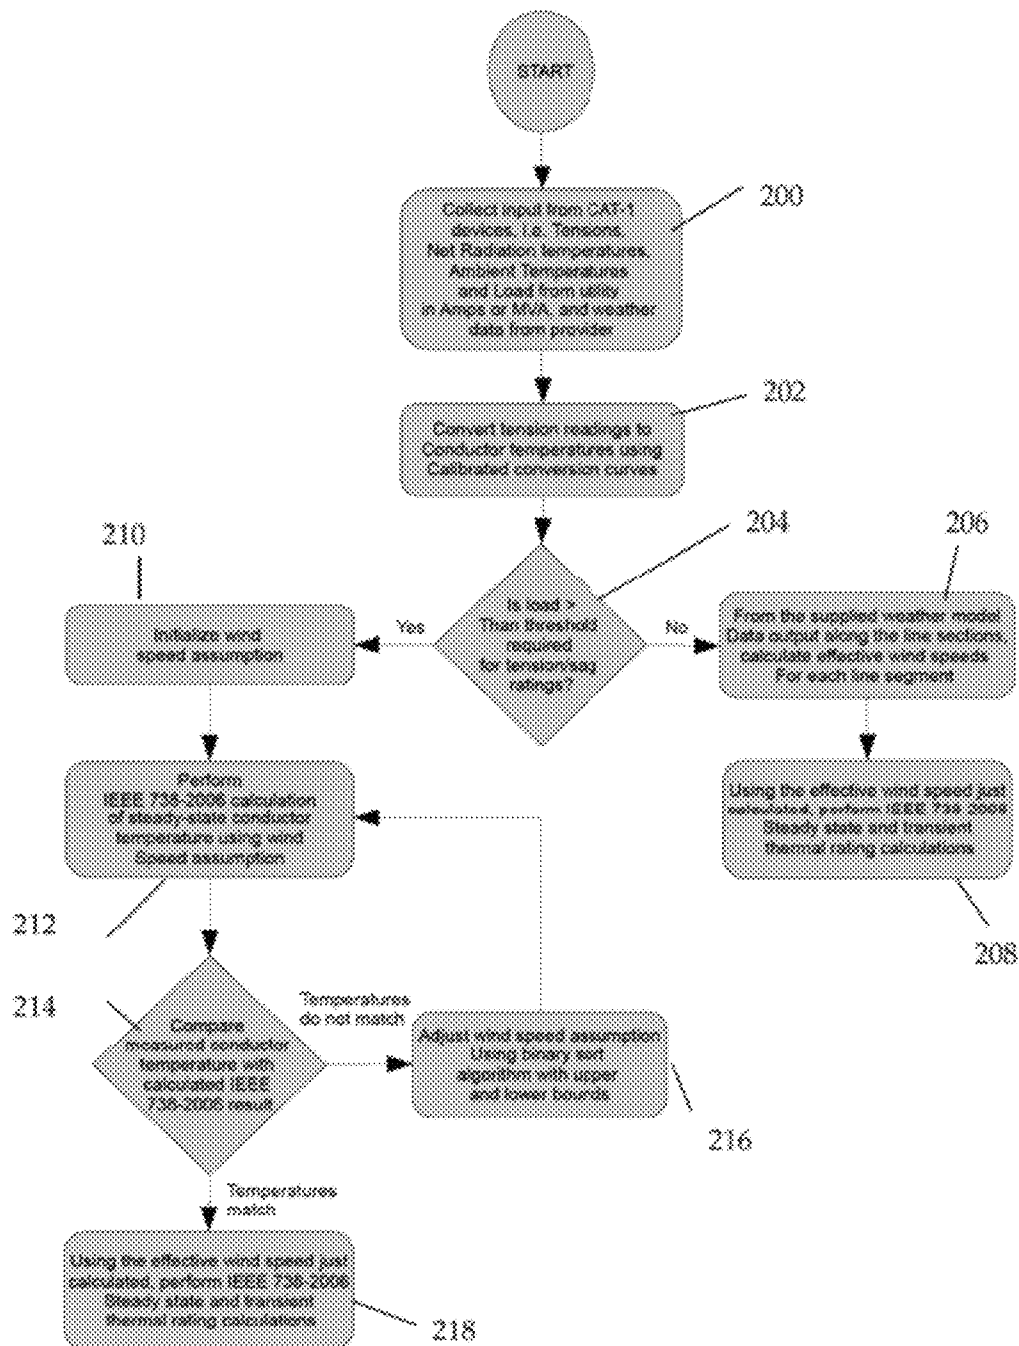 START
200
Collect input from CAT-1
devices, i.e. Tensons,
Net Radiation temperatures,
Ambient Temperatures
and Load from utility
in Amps or MVA, and weather
data from provider
202
Convert tension readings to
Conductor temperatures using
Calibrated conversion curves
204
Is load >
Than threshold
required
for tension/sag
ratings?
Yes
No
206
From the supplied weather model
Data output along the line sections,
calculate effective wind speeds
For each line segment
208
Using the effective wind speed just
calculated, perform IEEE 738-2006
Steady state and transient
thermal rating calculations
210
Initialize wind
speed assumption
212
Perform
IEEE 738-2006 calculation
of steady-state conductor
temperature using wind
Speed assumption
214
Compare
measured conductor
temperature with
calculated IEEE
738-2006 result
Temperatures
do not match
Adjust wind speed assumption
Using binary sort
algorithm with upper
and lower bounds
216
Temperatures
match
Using the effective wind speed just
calculated, perform IEEE 738-2006
Steady state and transient
thermal rating calculations
218